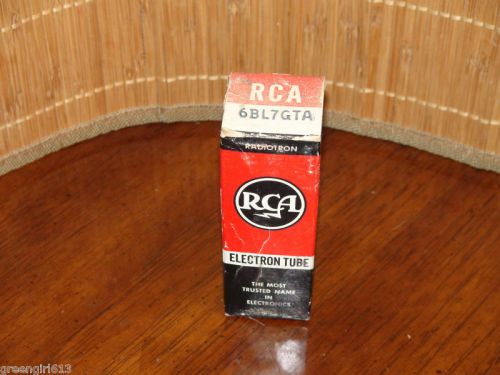 RCA
6BL7GTA
RADIOTRON
RCA
ELECTRON TUBE
THE MOST
TRUSTED NAME
IN
ELECTRONICS
greengirl613